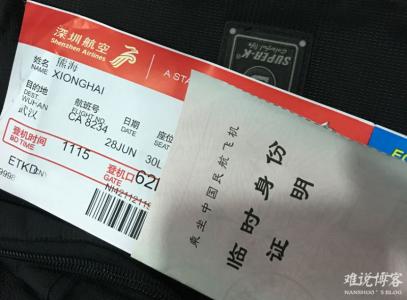 深圳航空
Shenzhen Airlines
A STA
姓名 熊海
NAME XIONGHAI
目的地 航班号 日期 座位
DEST. FLIGHT NO DATE SEAT
WUHAN CA 8234 28JUN 30L
武汉
登机时间 1115 登机口 62
BD TIME GATE
ETKD
SUPER-K
乘坐中国民航飞机
临时身份
证明
难说博客
NANSHUO'S BLOG